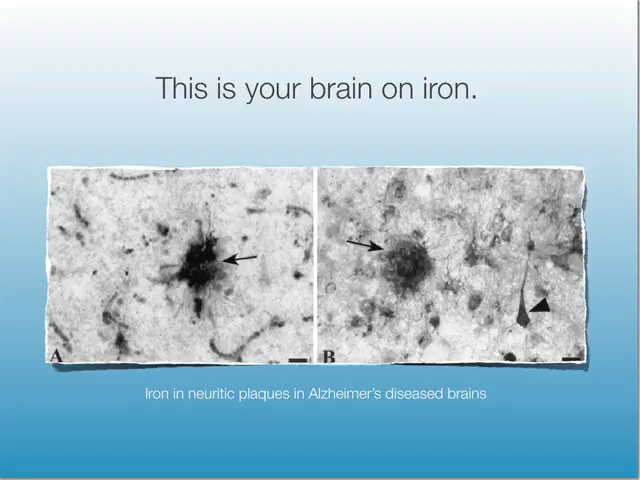 This is your brain on iron.
A
B
Iron in neuritic plaques in Alzheimer's diseased brains